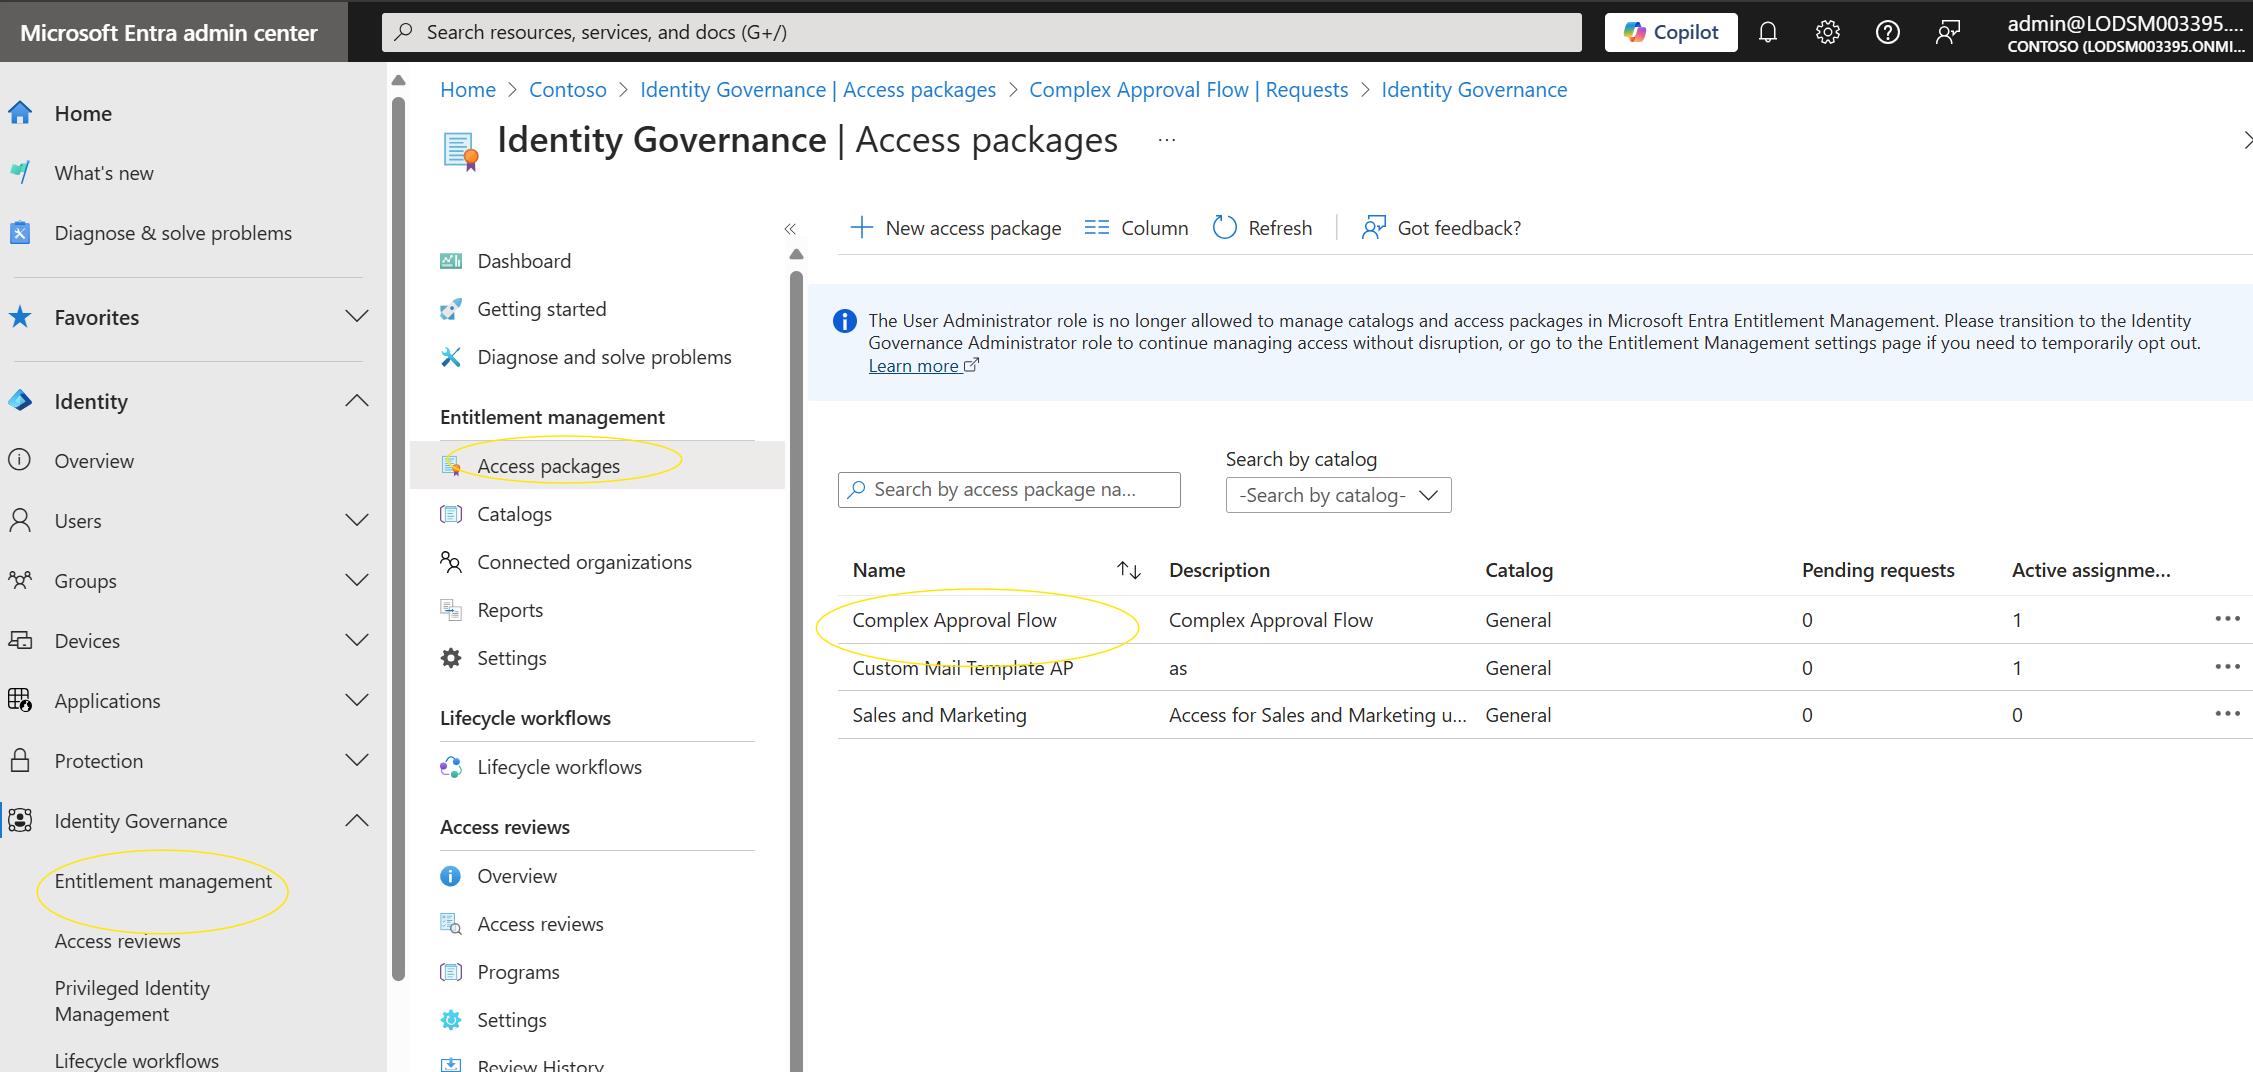 Microsoft Entra admin center
Search resources, services, and docs (G+/)
Copilot
admin@LODSM003395....
CONTOSO (LODSM003395.ONMI...
Home
What's new
Diagnose & solve problems
Favorites
Identity
Overview
Users
Groups
Devices
Applications
Protection
Identity Governance
Entitlement management
Access reviews
Privileged Identity
Management
Lifecycle workflows
Home > Contoso > Identity Governance | Access packages > Complex Approval Flow | Requests > Identity Governance
Identity Governance | Access packages ...
Dashboard
Getting started
Diagnose and solve problems
Entitlement management
Access packages
Catalogs
Connected organizations
Reports
Settings
Lifecycle workflows
Lifecycle workflows
Access reviews
Overview
Access reviews
Programs
Settings
Review History
New access package Column Refresh Got feedback?
The User Administrator role is no longer allowed to manage catalogs and access packages in Microsoft Entra Entitlement Management. Please transition to the Identity
Governance Administrator role to continue managing access without disruption, or go to the Entitlement Management settings page if you need to temporarily opt out.
Learn more
Search by access package na...
Search by catalog
-Search by catalog-
Name Description Catalog Pending requests Active assignme...
Complex Approval Flow Complex Approval Flow General 0 1
Custom Mail Template AP as General 0 1
Sales and Marketing Access for Sales and Marketing u... General 0 0